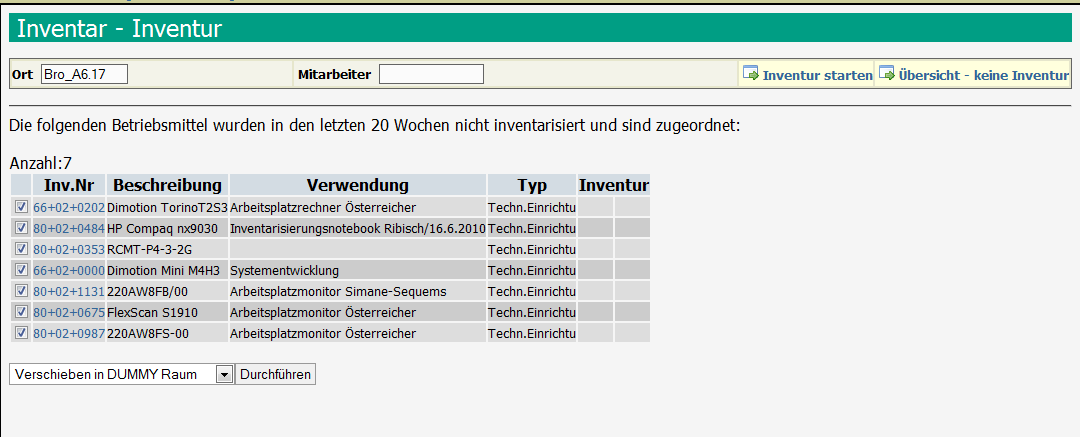 Inventar - Inventur
Ort Bro_A6.17 Mitarbeiter Inventur starten Übersicht - keine Inventur
Die folgenden Betriebsmittel wurden in den letzten 20 Wochen nicht inventarisiert und sind zugeordnet:
Anzahl:7
Inv.Nr Beschreibung Verwendung Typ Inventur
66+02+0202 Dimotion TorinoT2S3 Arbeitsplatzrechner Österreicher Techn.Einrichtu
80+02+0484 HP Compaq nx9030 Inventarisierungsnotebook Ribisch/16.6.2010 Techn.Einrichtu
80+02+0353 RCMT-P4-3-2G Techn.Einrichtu
66+02+0000 Dimotion Mini M4H3 Systementwicklung Techn.Einrichtu
80+02+1131 220AW8FB/00 Arbeitsplatzmonitor Simane-Sequems Techn.Einrichtu
80+02+0675 FlexScan S1910 Arbeitsplatzmonitor Österreicher Techn.Einrichtu
80+02+0987 220AW8FS-00 Arbeitsplatzmonitor Österreicher Techn.Einrichtu
Verschieben in DUMMY Raum Durchführen